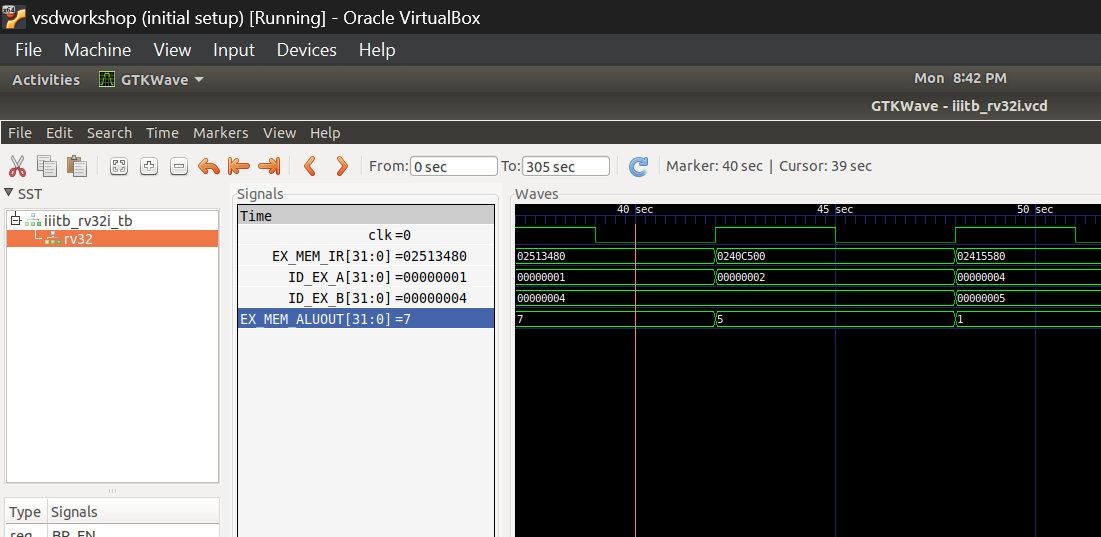 vsdworkshop (initial setup) [Running] - Oracle VirtualBox
File Machine View Input Devices Help
Activities GTKWave Mon 8:42 PM
GTKWave - iiitb_rv32i.vcd
File Edit Search Time Markers View Help
From: 0 sec To: 305 sec Marker: 40 sec | Cursor: 39 sec
SST
Signals
Waves
iiitb_rv32i_tb
rv32
Time
clk =0
EX_MEM_IR[31:0] =02513480
ID_EX_A[31:0] =00000001
ID_EX_B[31:0] =00000004
EX_MEM_ALUOUT[31:0] =7
40 sec 45 sec 50 sec
02513480 0240C500 02415580
00000001 00000002 00000004
00000004 00000005
7 5 1
Type Signals
reg BR_EN